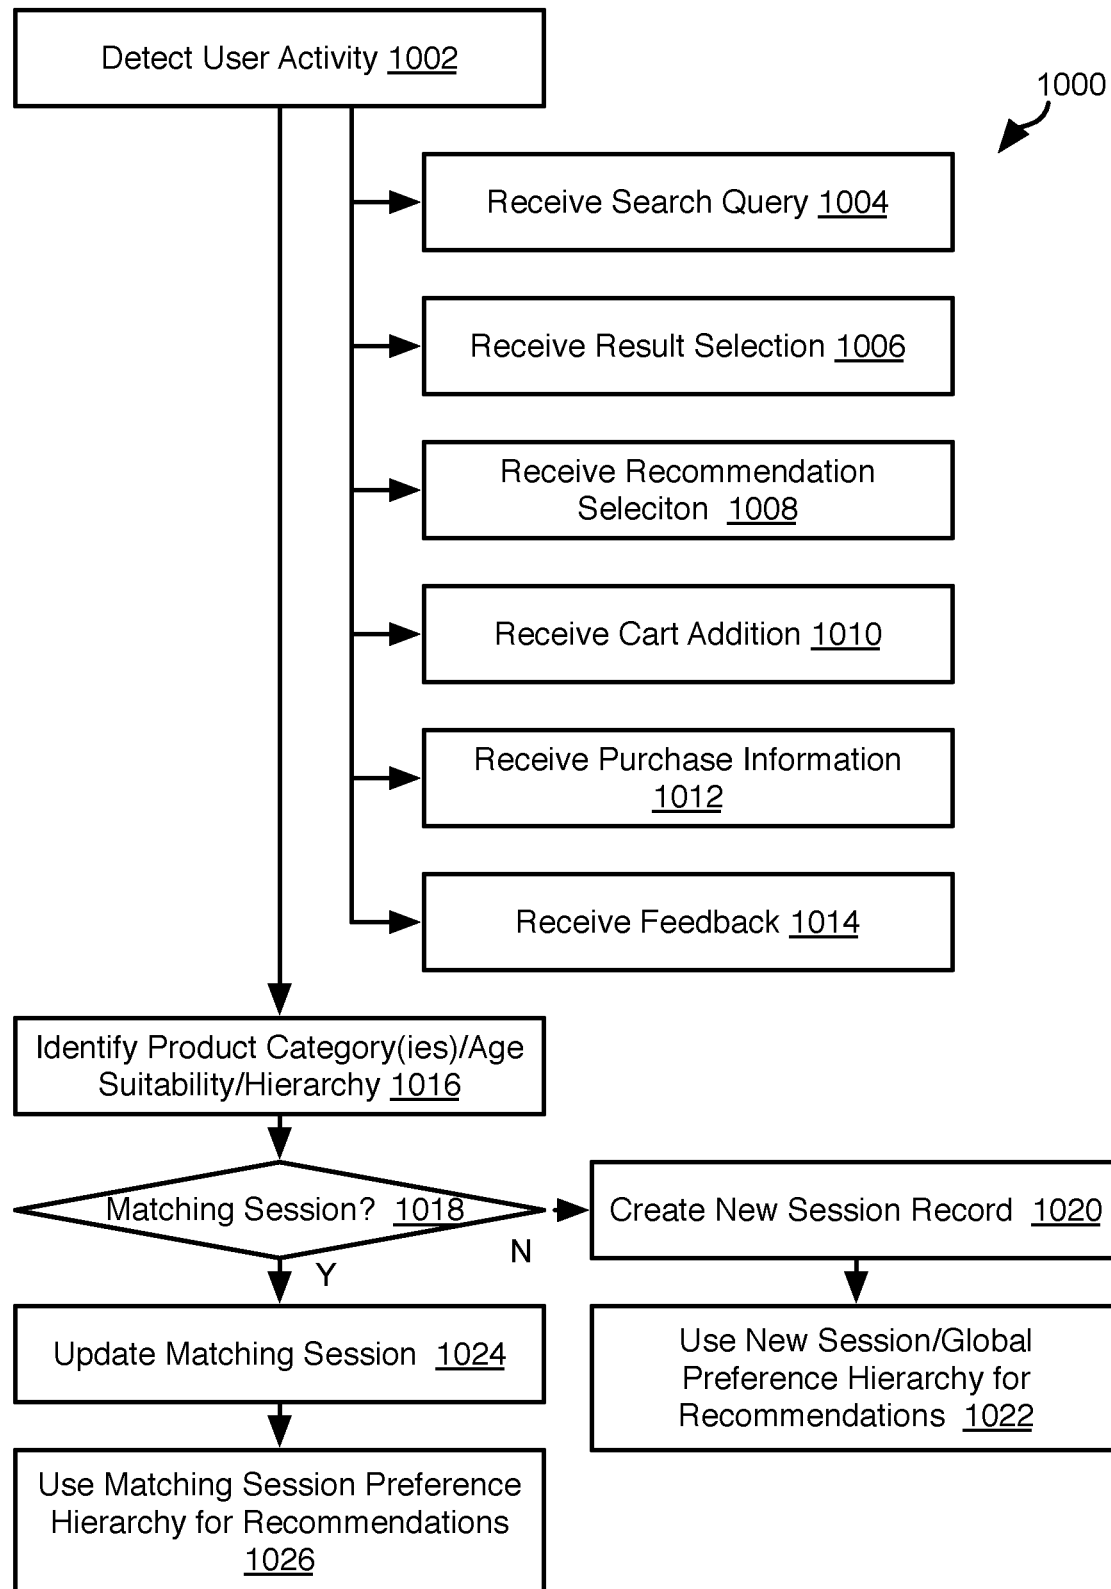 Detect User Activity 1002
1000
Receive Search Query 1004
Receive Result Selection 1006
Receive Recommendation
Seleciton 1008
Receive Cart Addition 1010
Receive Purchase Information
1012
Receive Feedback 1014
Identify Product Category(ies)/Age
Suitability/Hierarchy 1016
Matching Session? 1018
N
Y
Create New Session Record 1020
Update Matching Session 1024
Use New Session/Global
Preference Hierarchy for
Recommendations 1022
Use Matching Session Preference
Hierarchy for Recommendations
1026